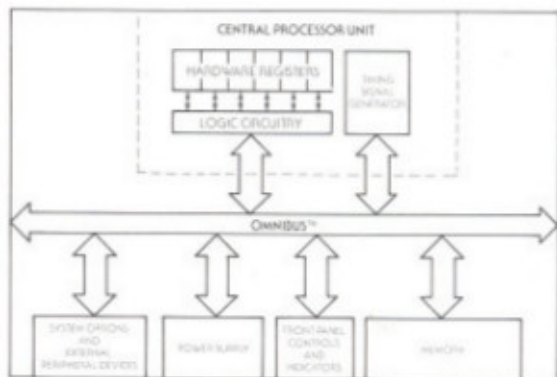 CENTRAL PROCESSOR UNIT
HARDWARE REGISTERS
TIMING
SIGNAL
GENERATOR
LOGIC CIRCUITRY
OMNIBUS™
SYSTEM OPTIONS
AND
EXTERNAL
PERIPHERAL DEVICES
POWER SUPPLY
FRONT PANEL
CONTROLS
AND
INDICATORS
MEMORY